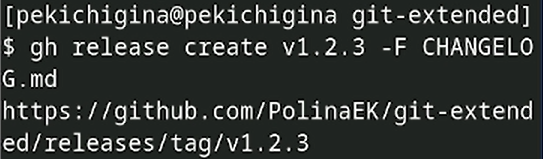 [pekichigina@pekichigina git-extended]
$ gh release create v1.2.3 -F CHANGELO
G.md
https://github.com/PolinaEK/git-extend
ed/releases/tag/v1.2.3